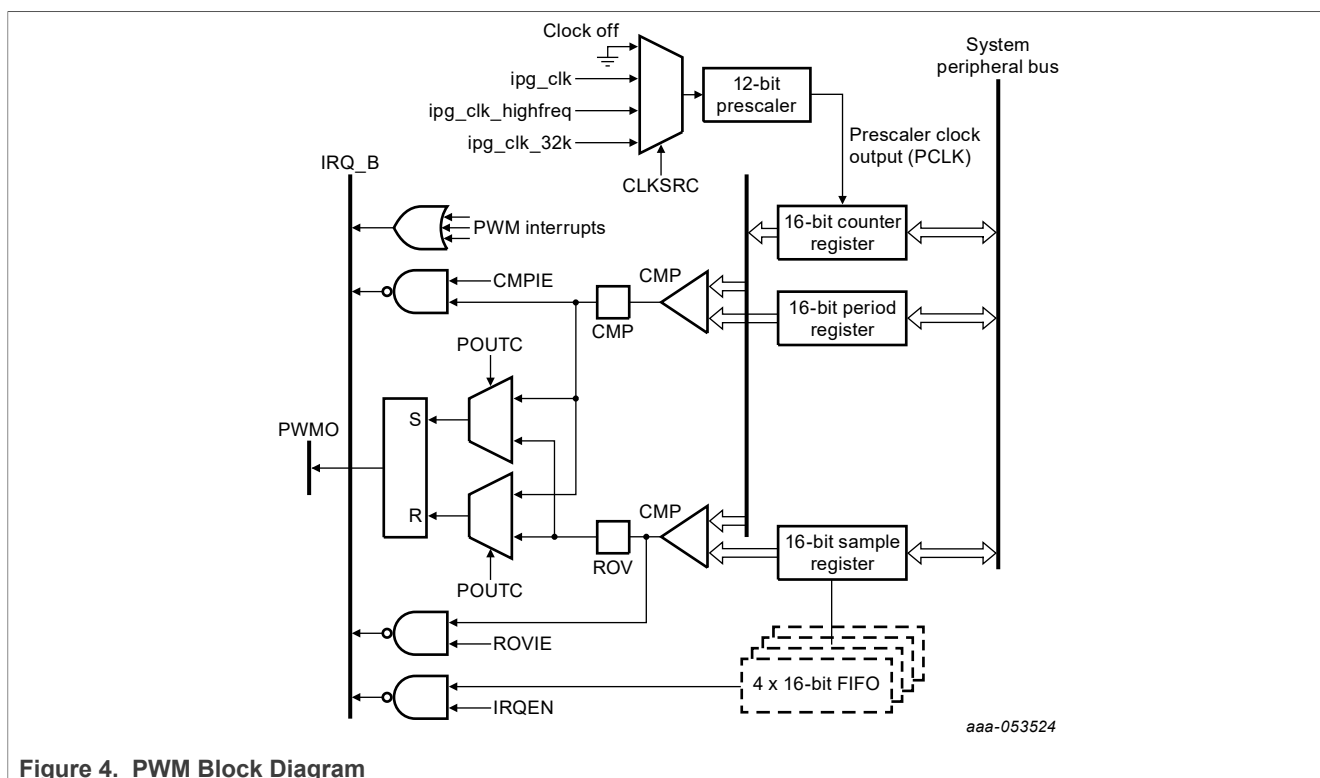 Clock off
System
peripheral bus
ipg_clk
12-bit
prescaler
ipg_clk_highfreq
ipg_clk_32k
Prescaler clock
output (PCLK)
IRQ_B
CLKSRC
PWM interrupts
16-bit counter
register
CMPIE
CMP
16-bit period
register
CMP
POUTC
S
PWMO
R
CMP
16-bit sample
register
ROV
POUTC
ROVIE
4 x 16-bit FIFO
IRQEN
aaa-053524
Figure 4. PWM Block Diagram